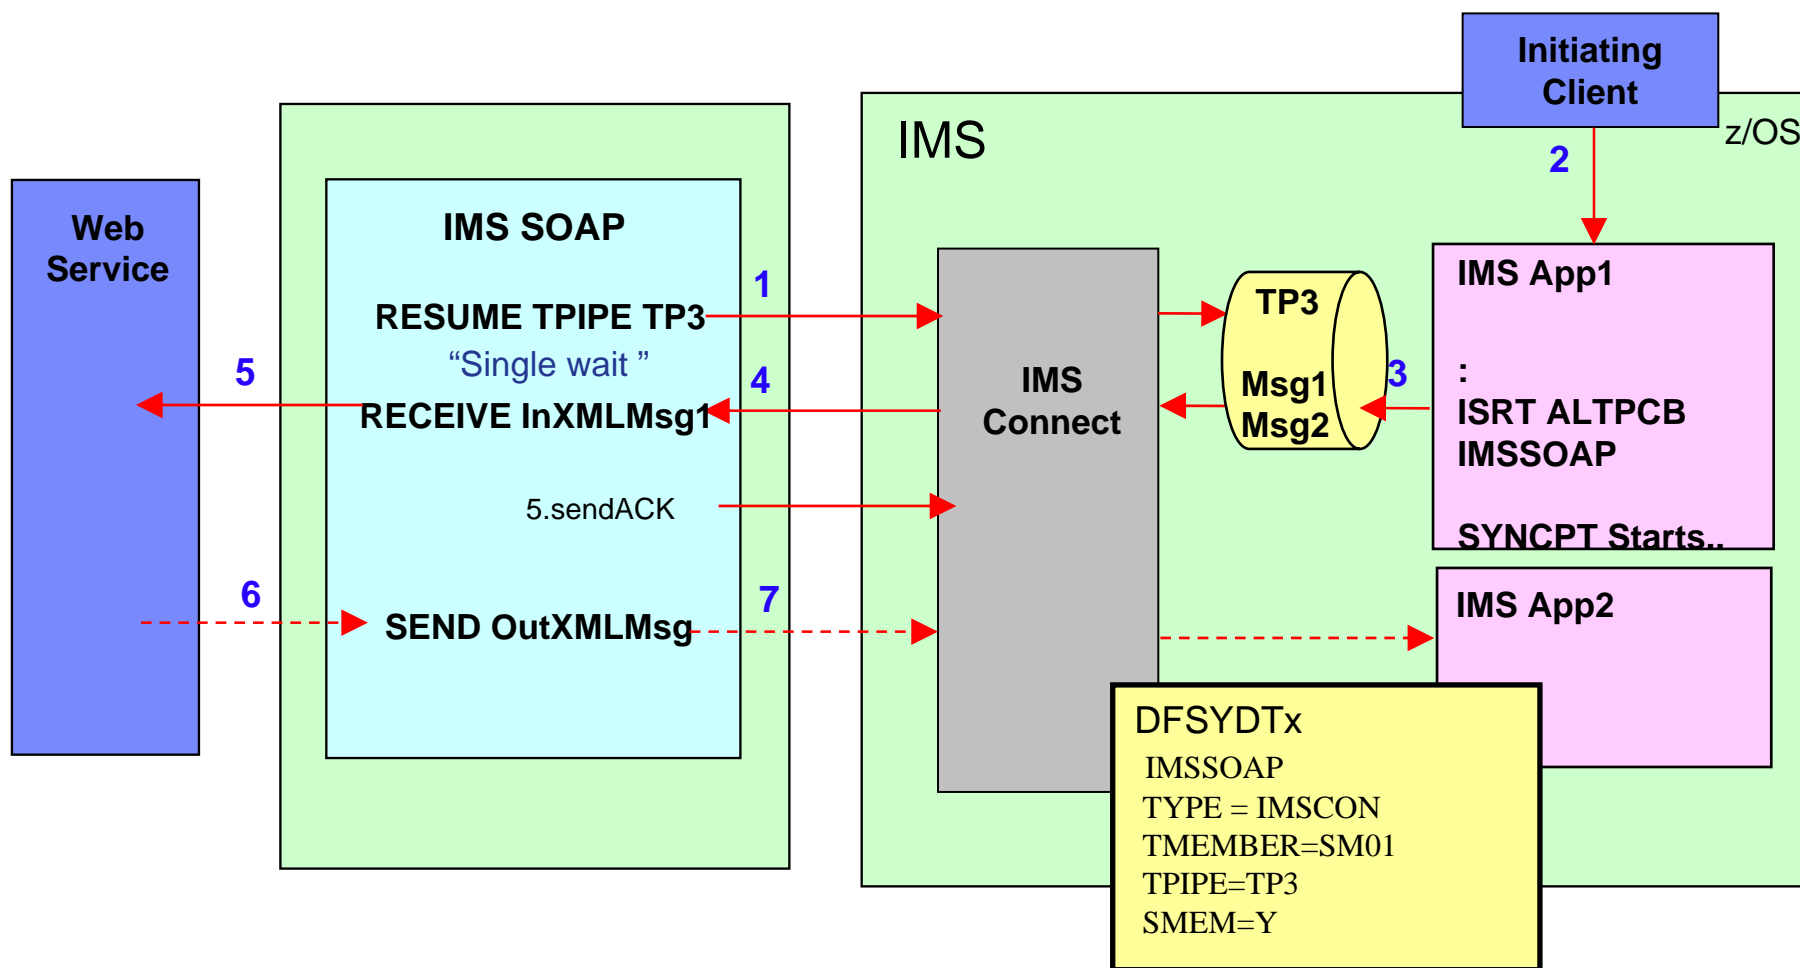 Initiating
Client
z/OS
IMS
2
Web
Service
IMS SOAP
1
RESUME TPIPE TP3
“Single wait ”
5
4
RECEIVE InXMLMsg1
5.sendACK
6
SEND OutXMLMsg
7
IMS
Connect
TP3
Msg1
Msg2
3
IMS App1
:
ISRT ALTPCB
IMSSOAP
SYNCPT Starts..
IMS App2
DFSYDTx
IMSSOAP
TYPE = IMSCON
TMEMBER=SM01
TPIPE=TP3
SMEM=Y